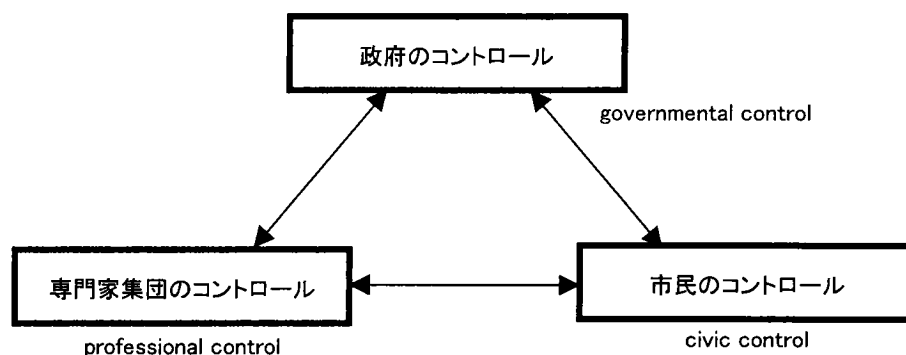 政府のコントロール
governmental control
専門家集団のコントロール
市民のコントロール
professional control
civic control